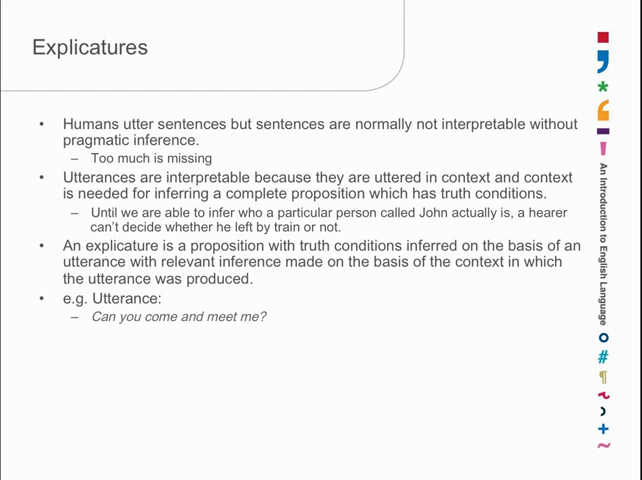 Explicatures
• Humans utter sentences but sentences are normally not interpretable without
pragmatic inference.
– Too much is missing
• Utterances are interpretable because they are uttered in context and context
is needed for inferring a complete proposition which has truth conditions.
– Until we are able to infer who a particular person called John actually is, a hearer
can't decide whether he left by train or not.
• An explicature is a proposition with truth conditions inferred on the basis of an
utterance with relevant inference made on the basis of the context in which
the utterance was produced.
• e.g. Utterance:
– Can you come and meet me?
An Introduction to English Language